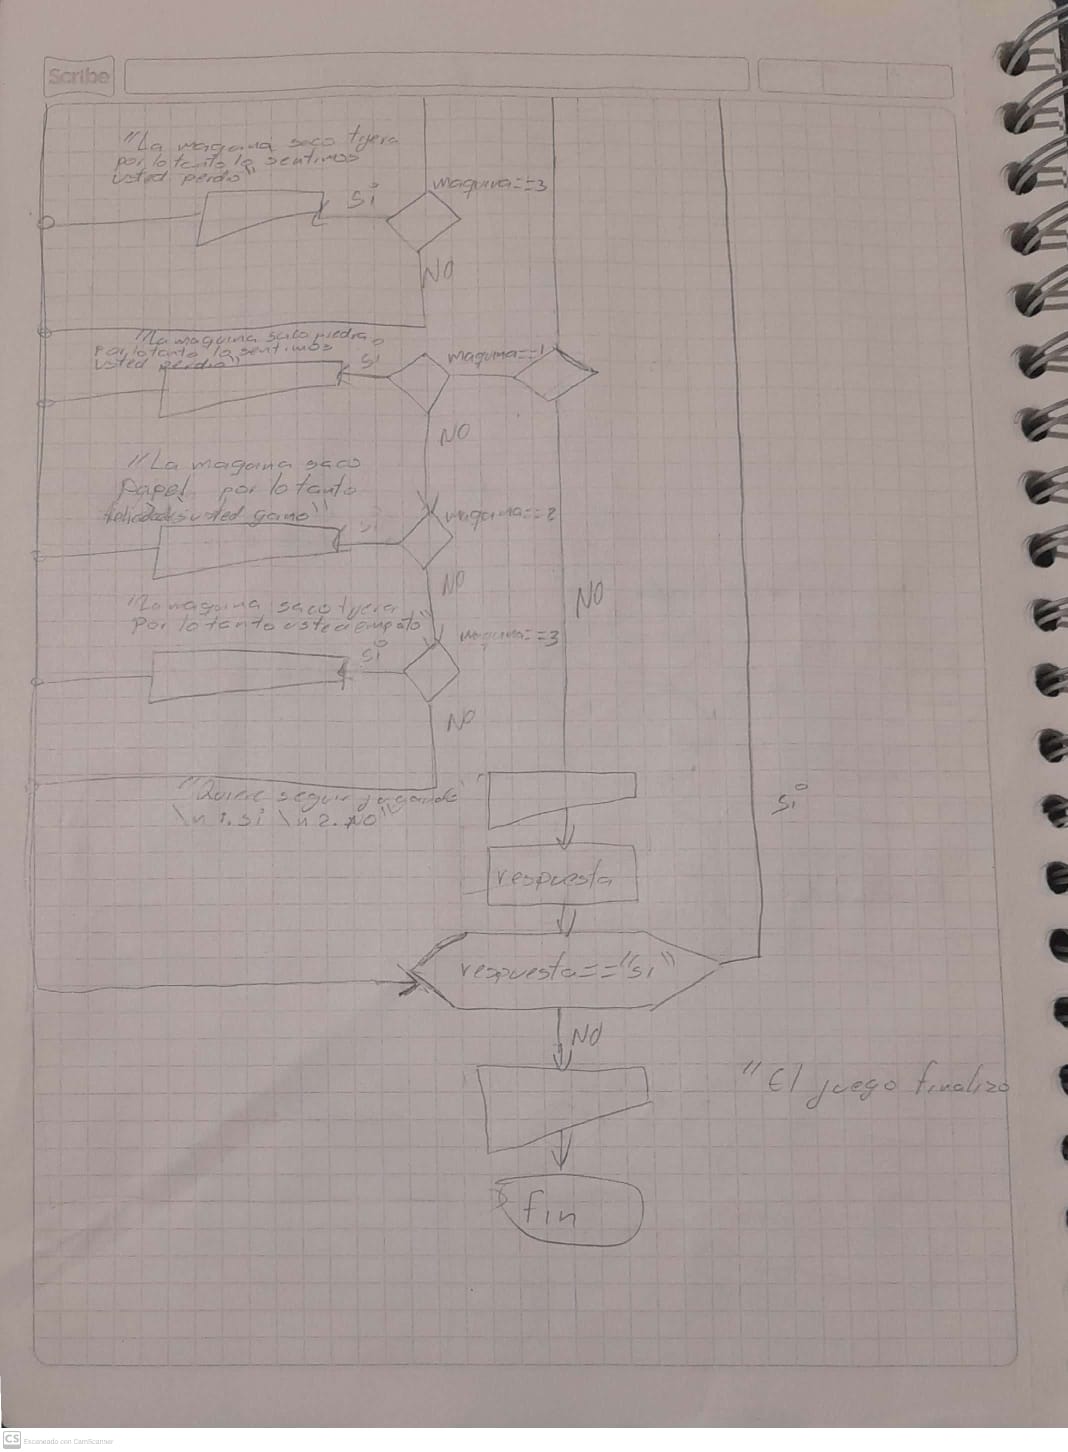 Scribe
"La maquina saco tijera
por lo tanto lo sentimos
usted perdio"
si
maquina==3
NO
"La maquina saco piedra
por lo tanto lo sentimos
usted perdio"
si
maquina==1
NO
"La maquina saco
Papel por lo tanto
felicidades usted gano"
si
maquina==2
NO
NO
"La maquina saco tijera
Por lo tanto usted empato"
si
maquina==3
NO
"Quiere seguir jugando
\n 1. si \n 2. NO"
si
respuesta
respuesta=="si"
NO
"El juego finalizo
fin
CS Escaneado con CamScanner